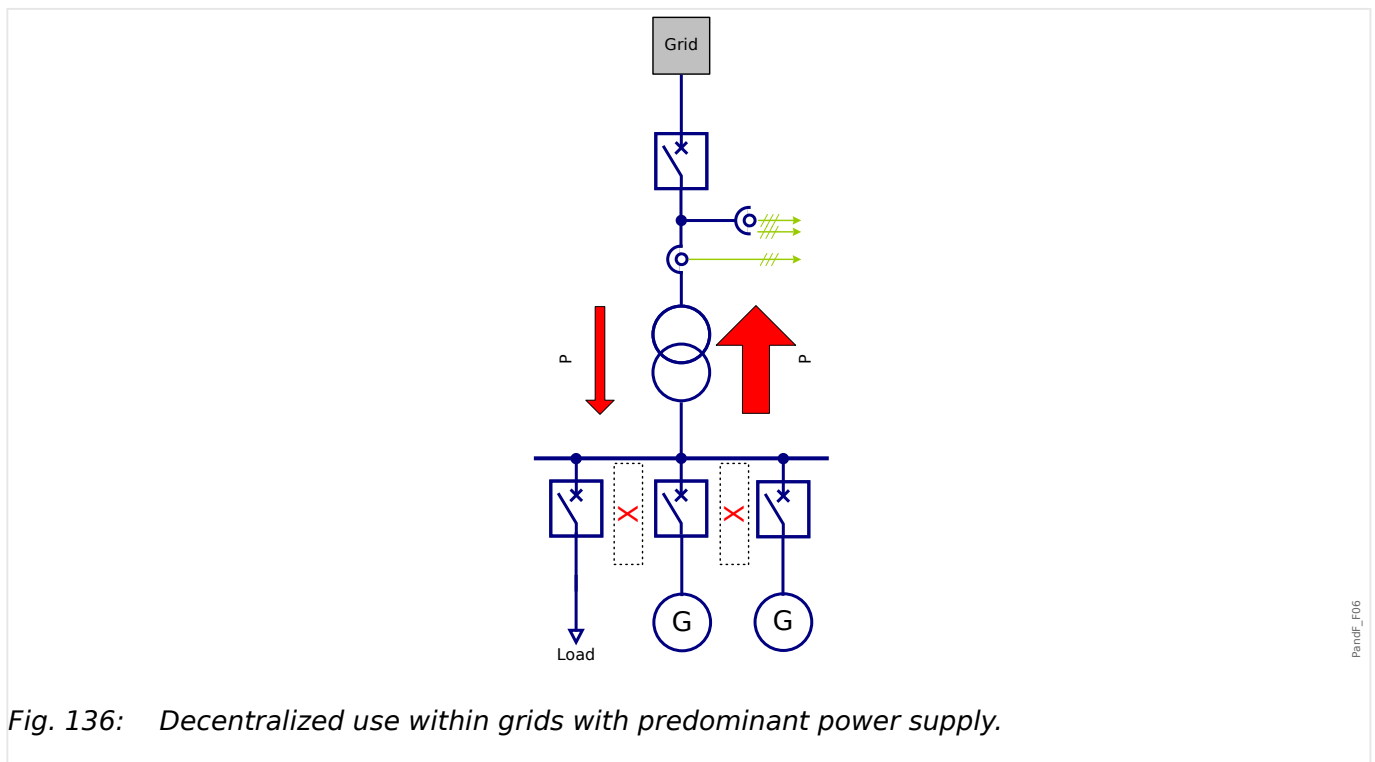 Grid
P
P
G
G
Load
PandF_F06
Fig. 136: Decentralized use within grids with predominant power supply.